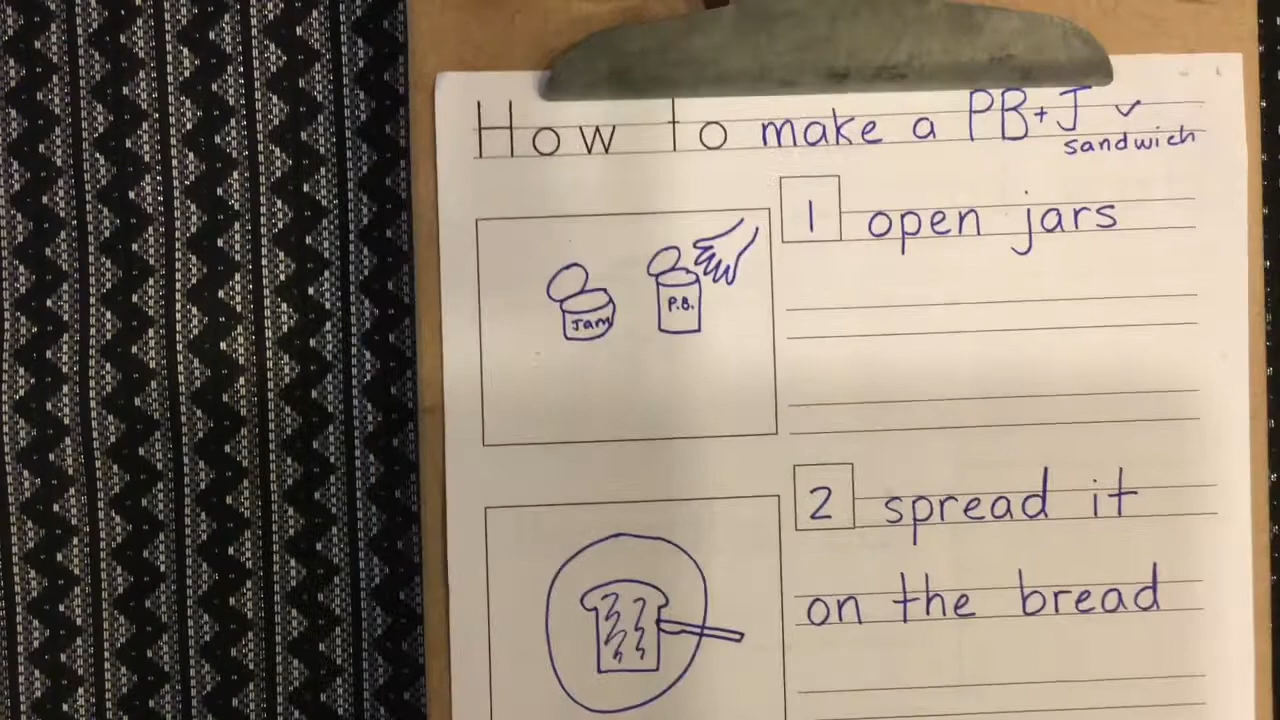 How to make a PB+J
sandwich
1 open jars
Jam
P.B.
2 spread it
on the bread